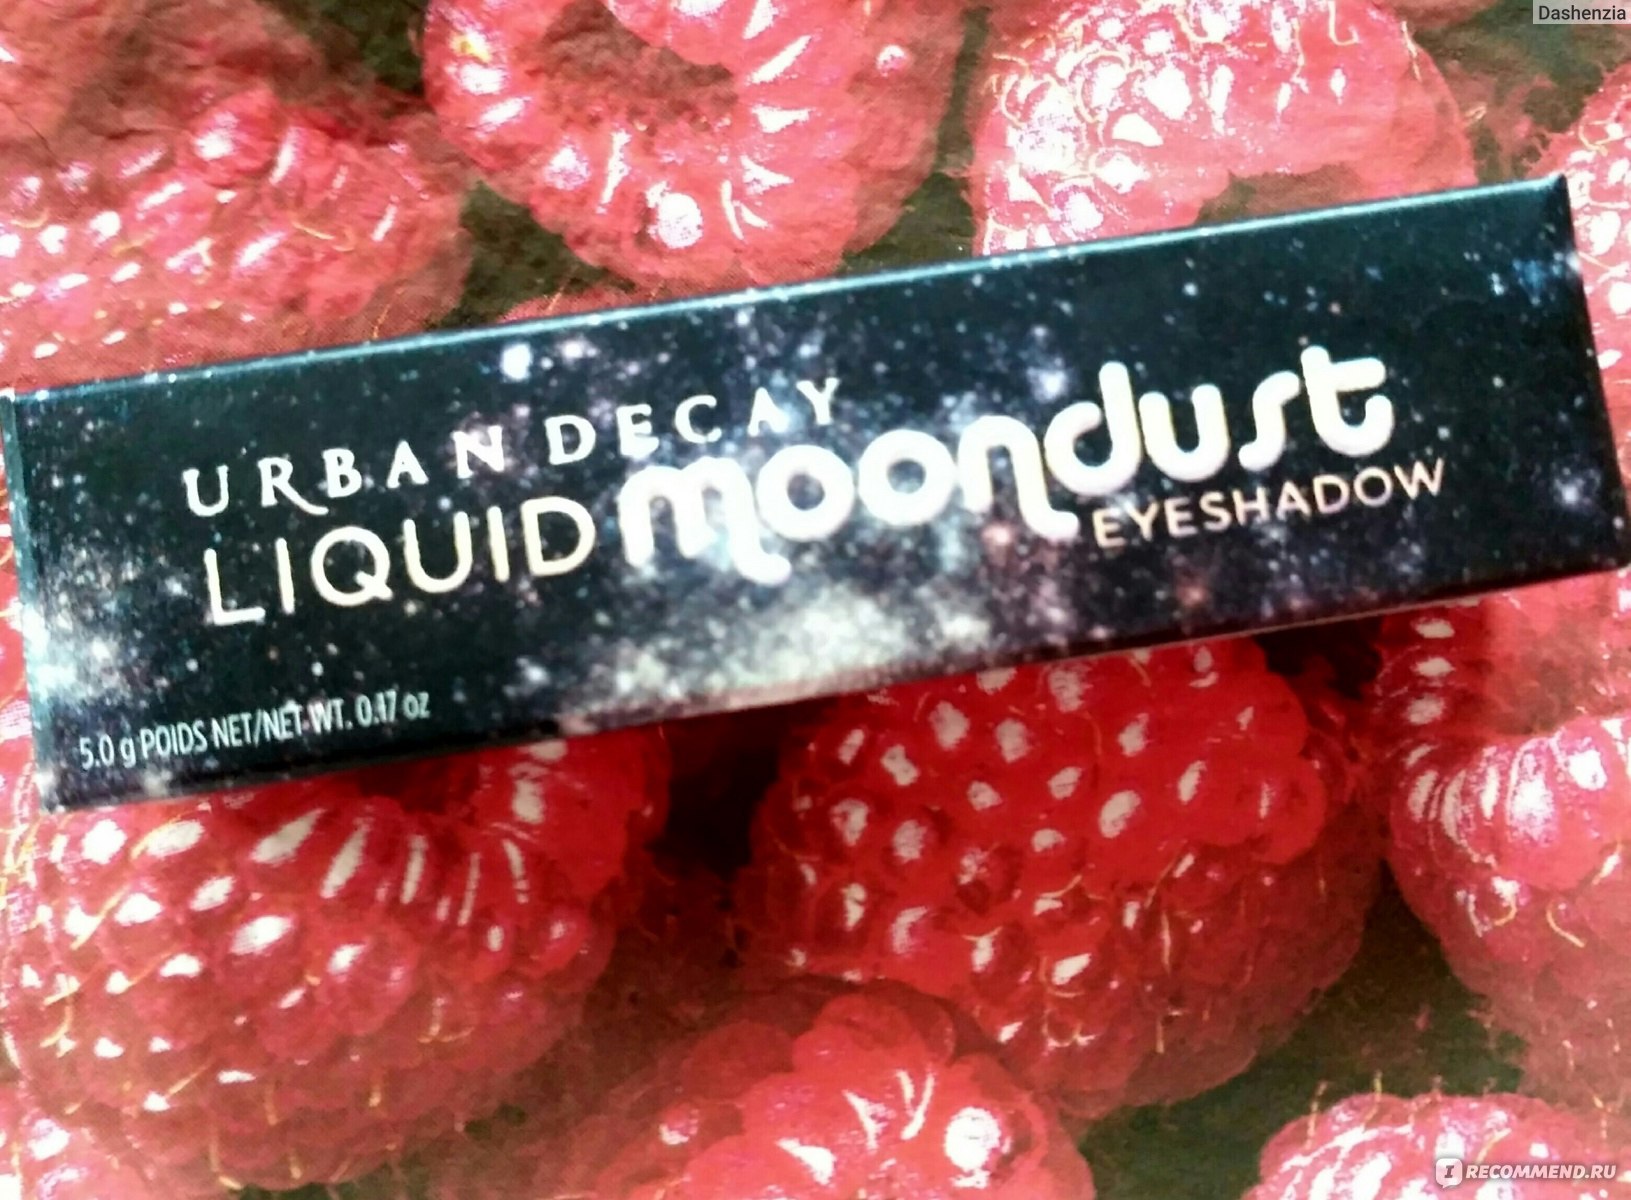 Dashenzia
URBAN DECAY
LIQUID moondust
EYESHADOW
5.0 g POIDS NET/NET WT. 0.17 oz
I RECOMMEND.RU